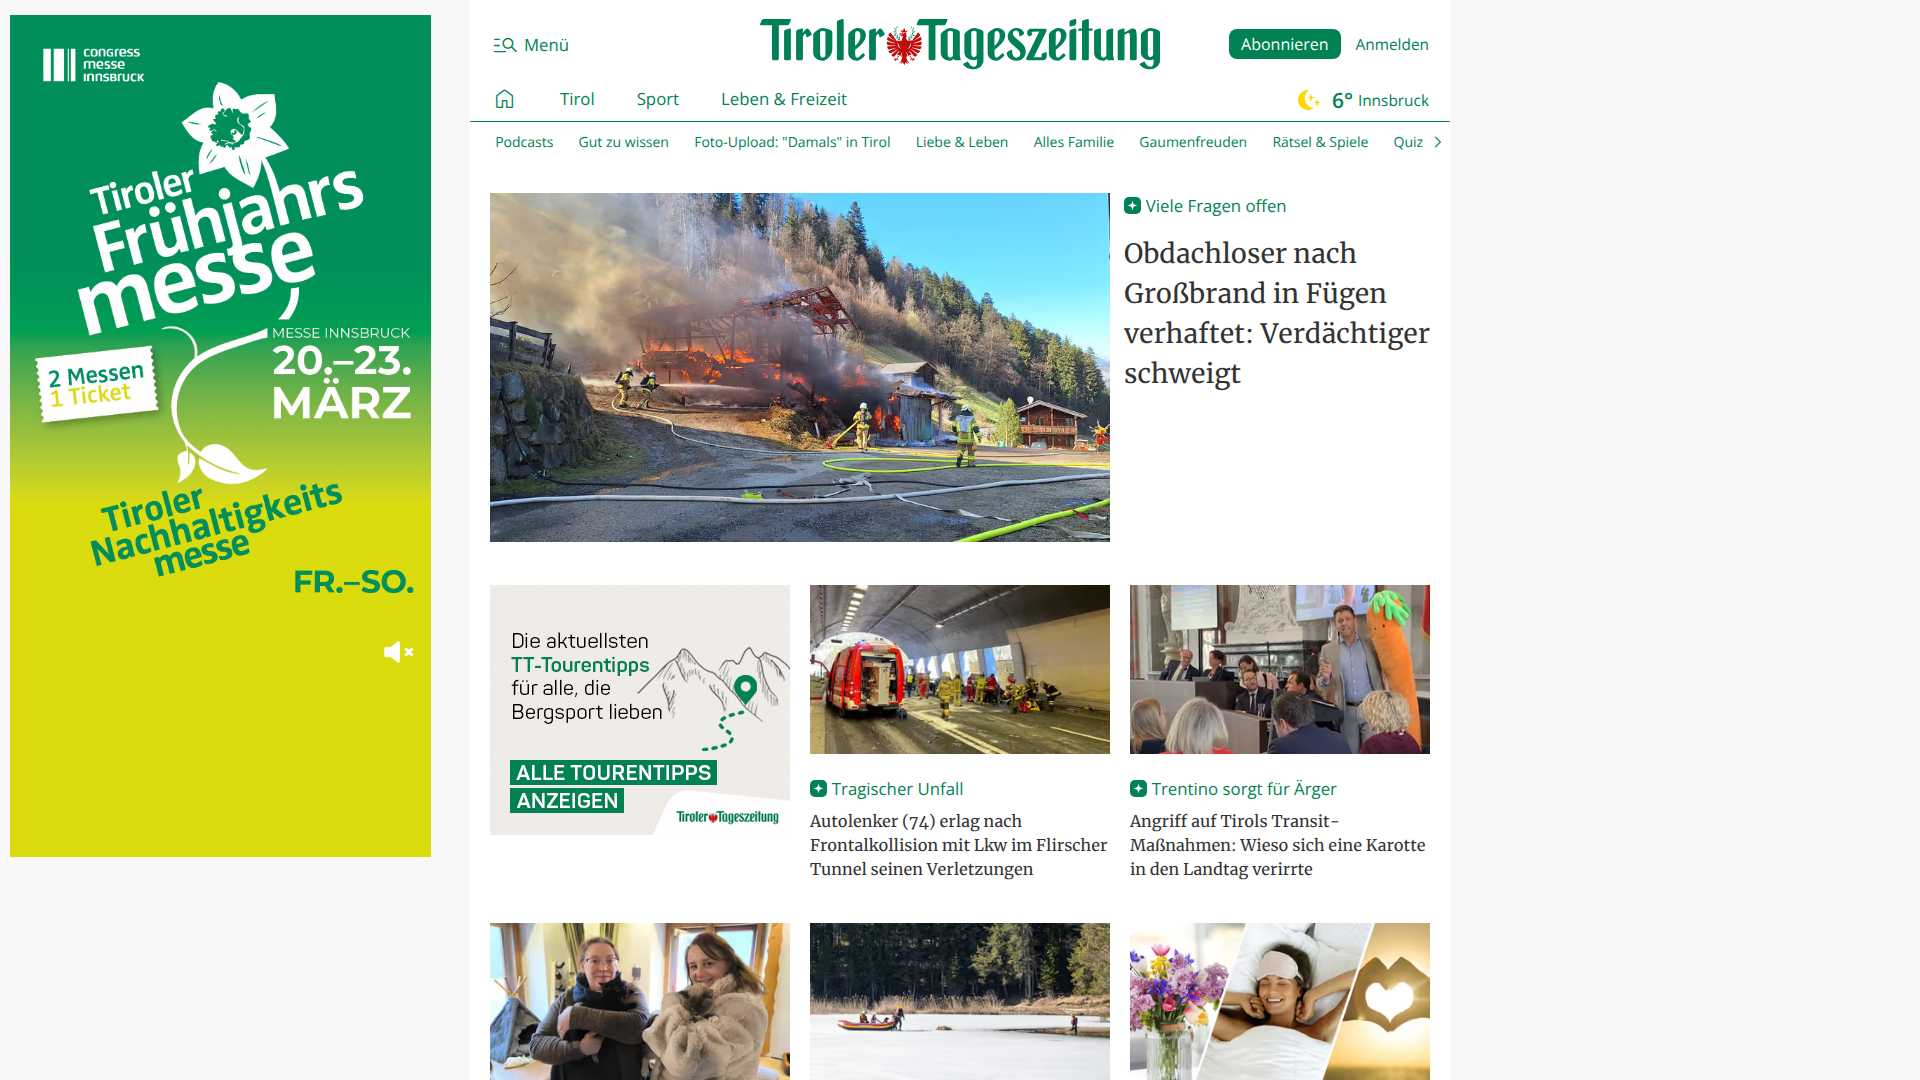 congress
messe
innsbruck
Tiroler
Frühjahrs
messe
MESSE INNSBRUCK
20.–23.
MÄRZ
2 Messen
1 Ticket
Tiroler
Nachhaltigkeits
messe
FR.–SO.
Menü
Tiroler Tageszeitung
Abonnieren
Anmelden
Tirol
Sport
Leben & Freizeit
6° Innsbruck
Podcasts
Gut zu wissen
Foto-Upload: "Damals" in Tirol
Liebe & Leben
Alles Familie
Gaumenfreuden
Rätsel & Spiele
Quiz
Viele Fragen offen
Obdachloser nach
Großbrand in Fügen
verhaftet: Verdächtiger
schweigt
Die aktuellsten
TT-Tourentipps
für alle, die
Bergsport lieben
ALLE TOURENTIPPS
ANZEIGEN
Tiroler Tageszeitung
Tragischer Unfall
Autolenker (74) erlag nach
Frontalkollision mit Lkw im Flirscher
Tunnel seinen Verletzungen
Trentino sorgt für Ärger
Angriff auf Tirols Transit-
Maßnahmen: Wieso sich eine Karotte
in den Landtag verirrte